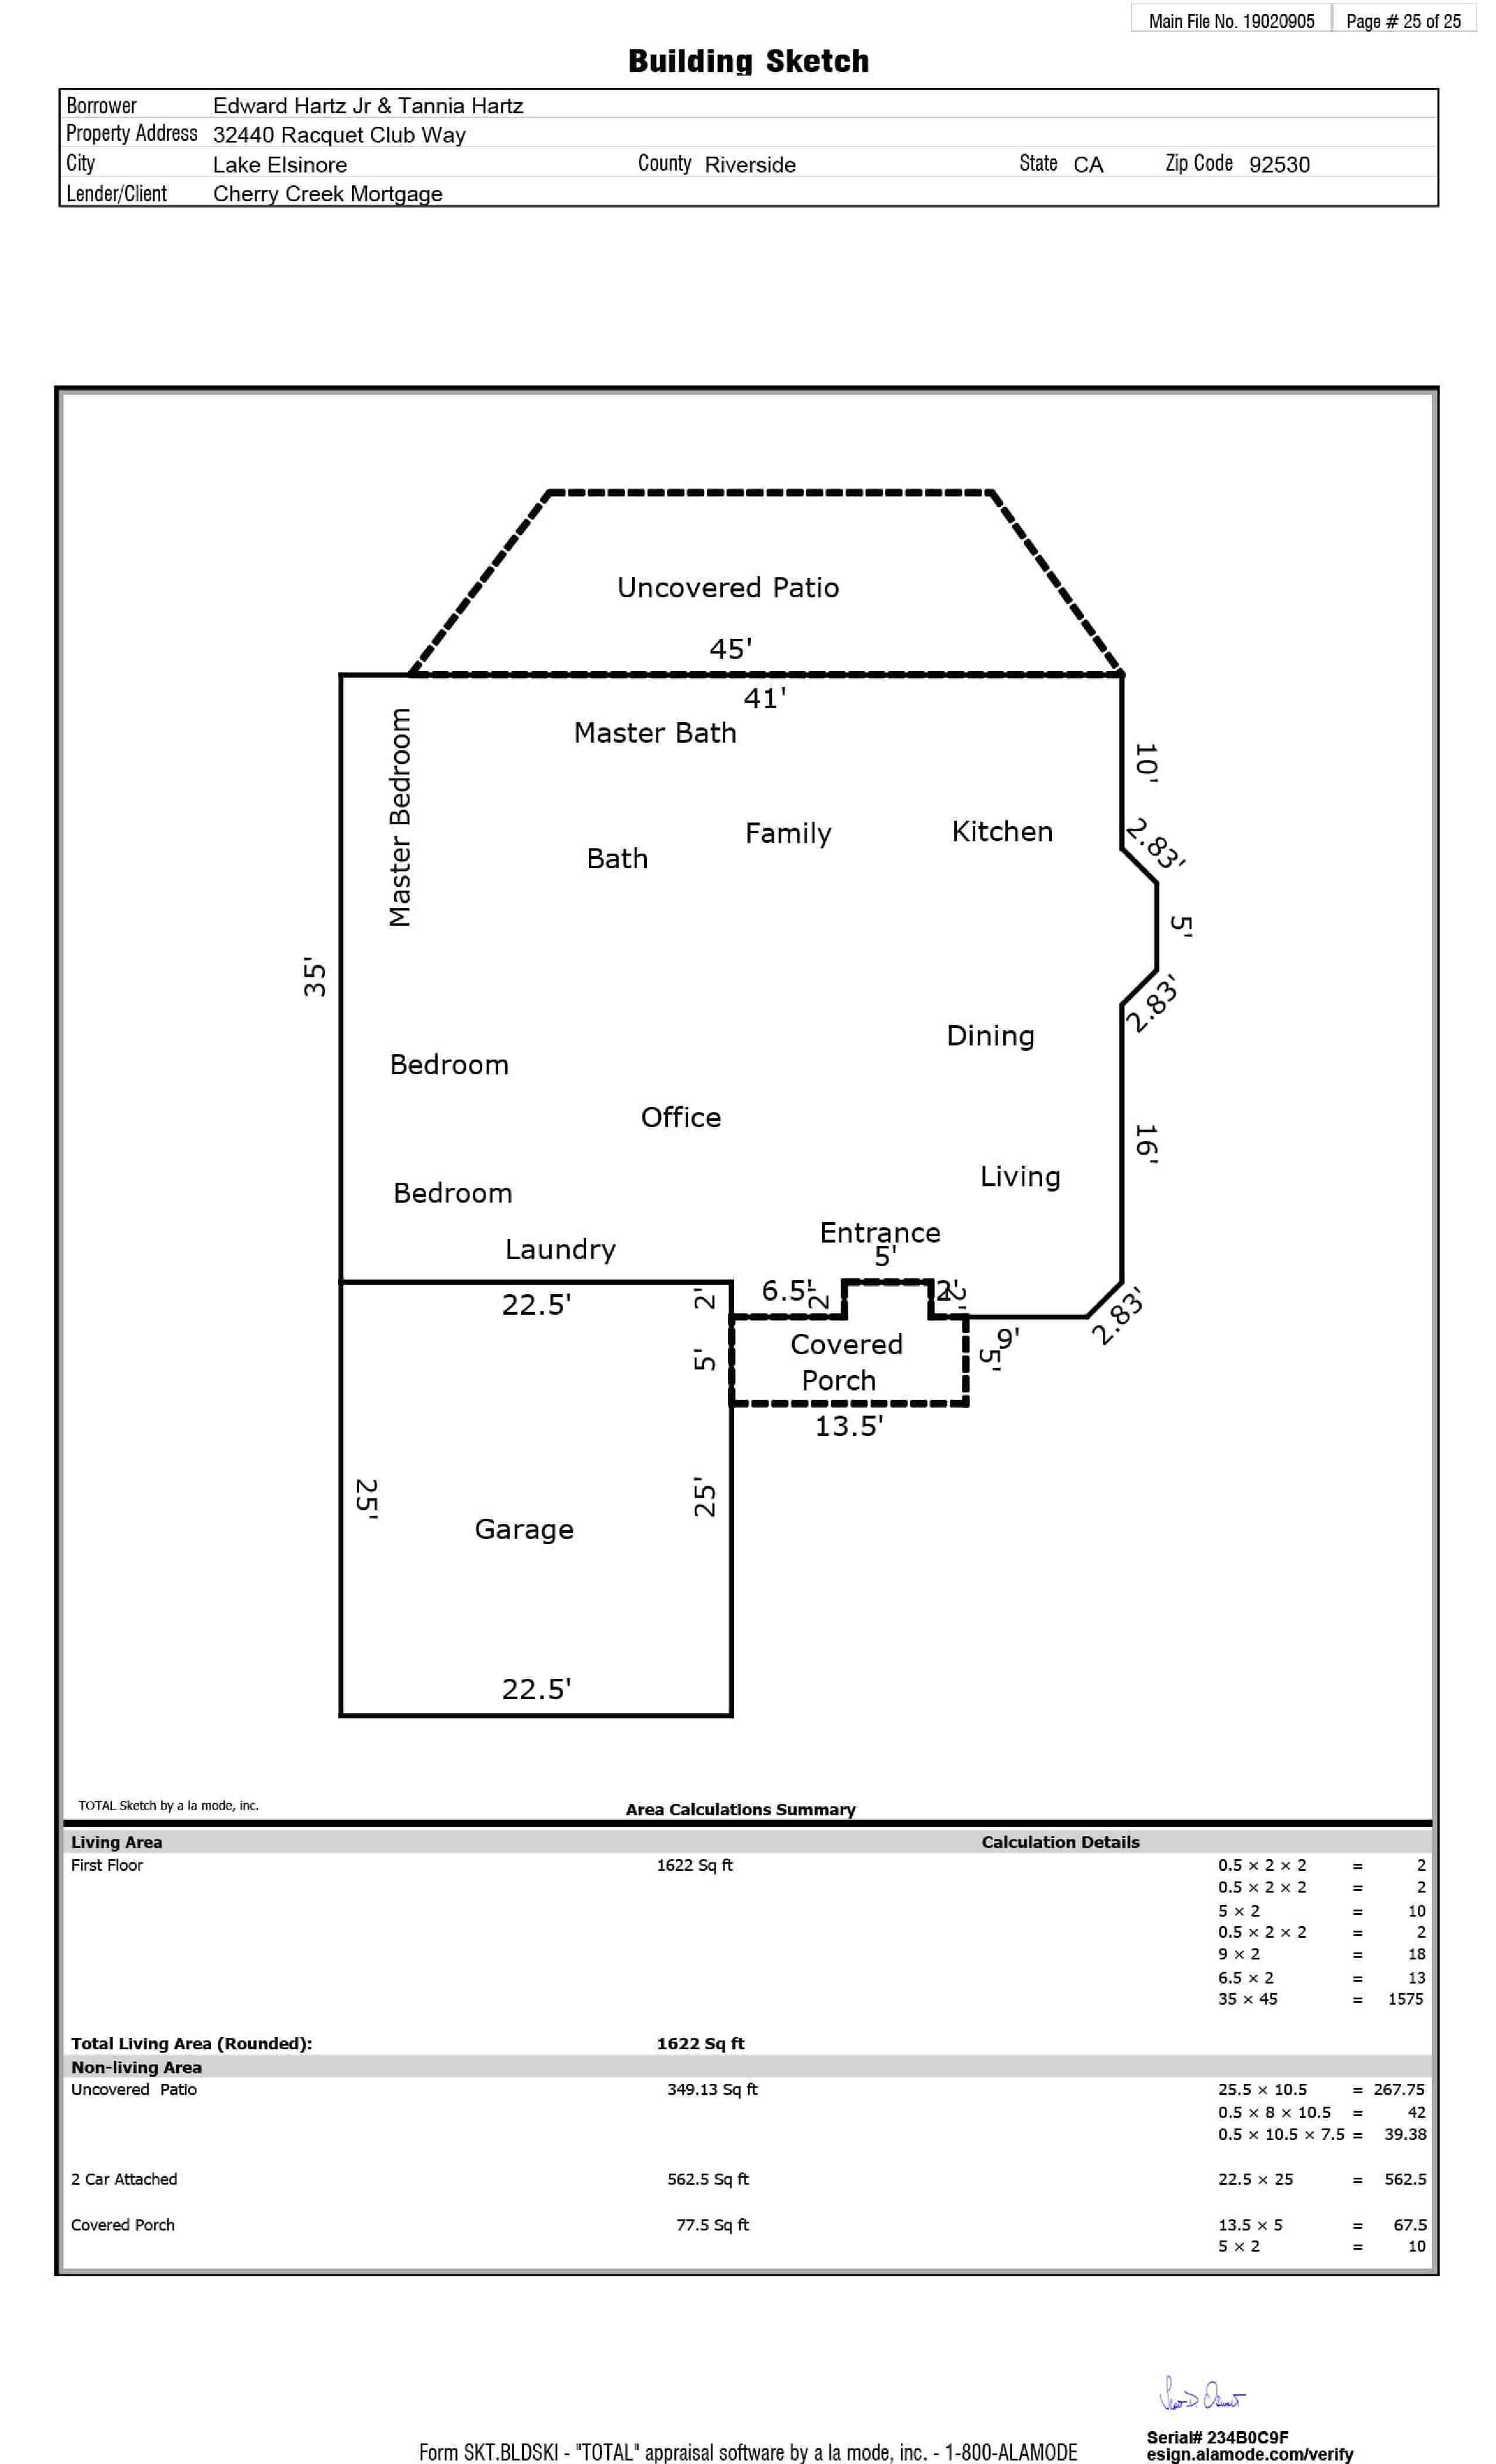 Main File No. 19020905 Page # 25 of 25
Building Sketch
Borrower Edward Hartz Jr & Tannia Hartz
Property Address 32440 Racquet Club Way
City Lake Elsinore County Riverside State CA Zip Code 92530
Lender/Client Cherry Creek Mortgage
Uncovered Patio
45'
41'
Master Bedroom
Master Bath
10'
Family
Kitchen
2.83'
Bath
5'
35'
2.83'
Dining
Bedroom
Office
16'
Living
Bedroom
Entrance
Laundry
5'
22.5'
2'
6.5'
2'
2'
2'
2.83'
9'
Covered
Porch
5'
5'
13.5'
25'
25'
Garage
22.5'
TOTAL Sketch by a la mode, inc.
Area Calculations Summary
Living Area Calculation Details
First Floor 1622 Sq ft 0.5 × 2 × 2 = 2
0.5 × 2 × 2 = 2
5 × 2 = 10
0.5 × 2 × 2 = 2
9 × 2 = 18
6.5 × 2 = 13
35 × 45 = 1575
Total Living Area (Rounded): 1622 Sq ft
Non-living Area
Uncovered Patio 349.13 Sq ft 25.5 × 10.5 = 267.75
0.5 × 8 × 10.5 = 42
0.5 × 10.5 × 7.5 = 39.38
2 Car Attached 562.5 Sq ft 22.5 × 25 = 562.5
Covered Porch 77.5 Sq ft 13.5 × 5 = 67.5
5 × 2 = 10
Serial# 234B0C9F
Form SKT.BLDSKI - "TOTAL" appraisal software by a la mode, inc. - 1-800-ALAMODE esign.alamode.com/verify